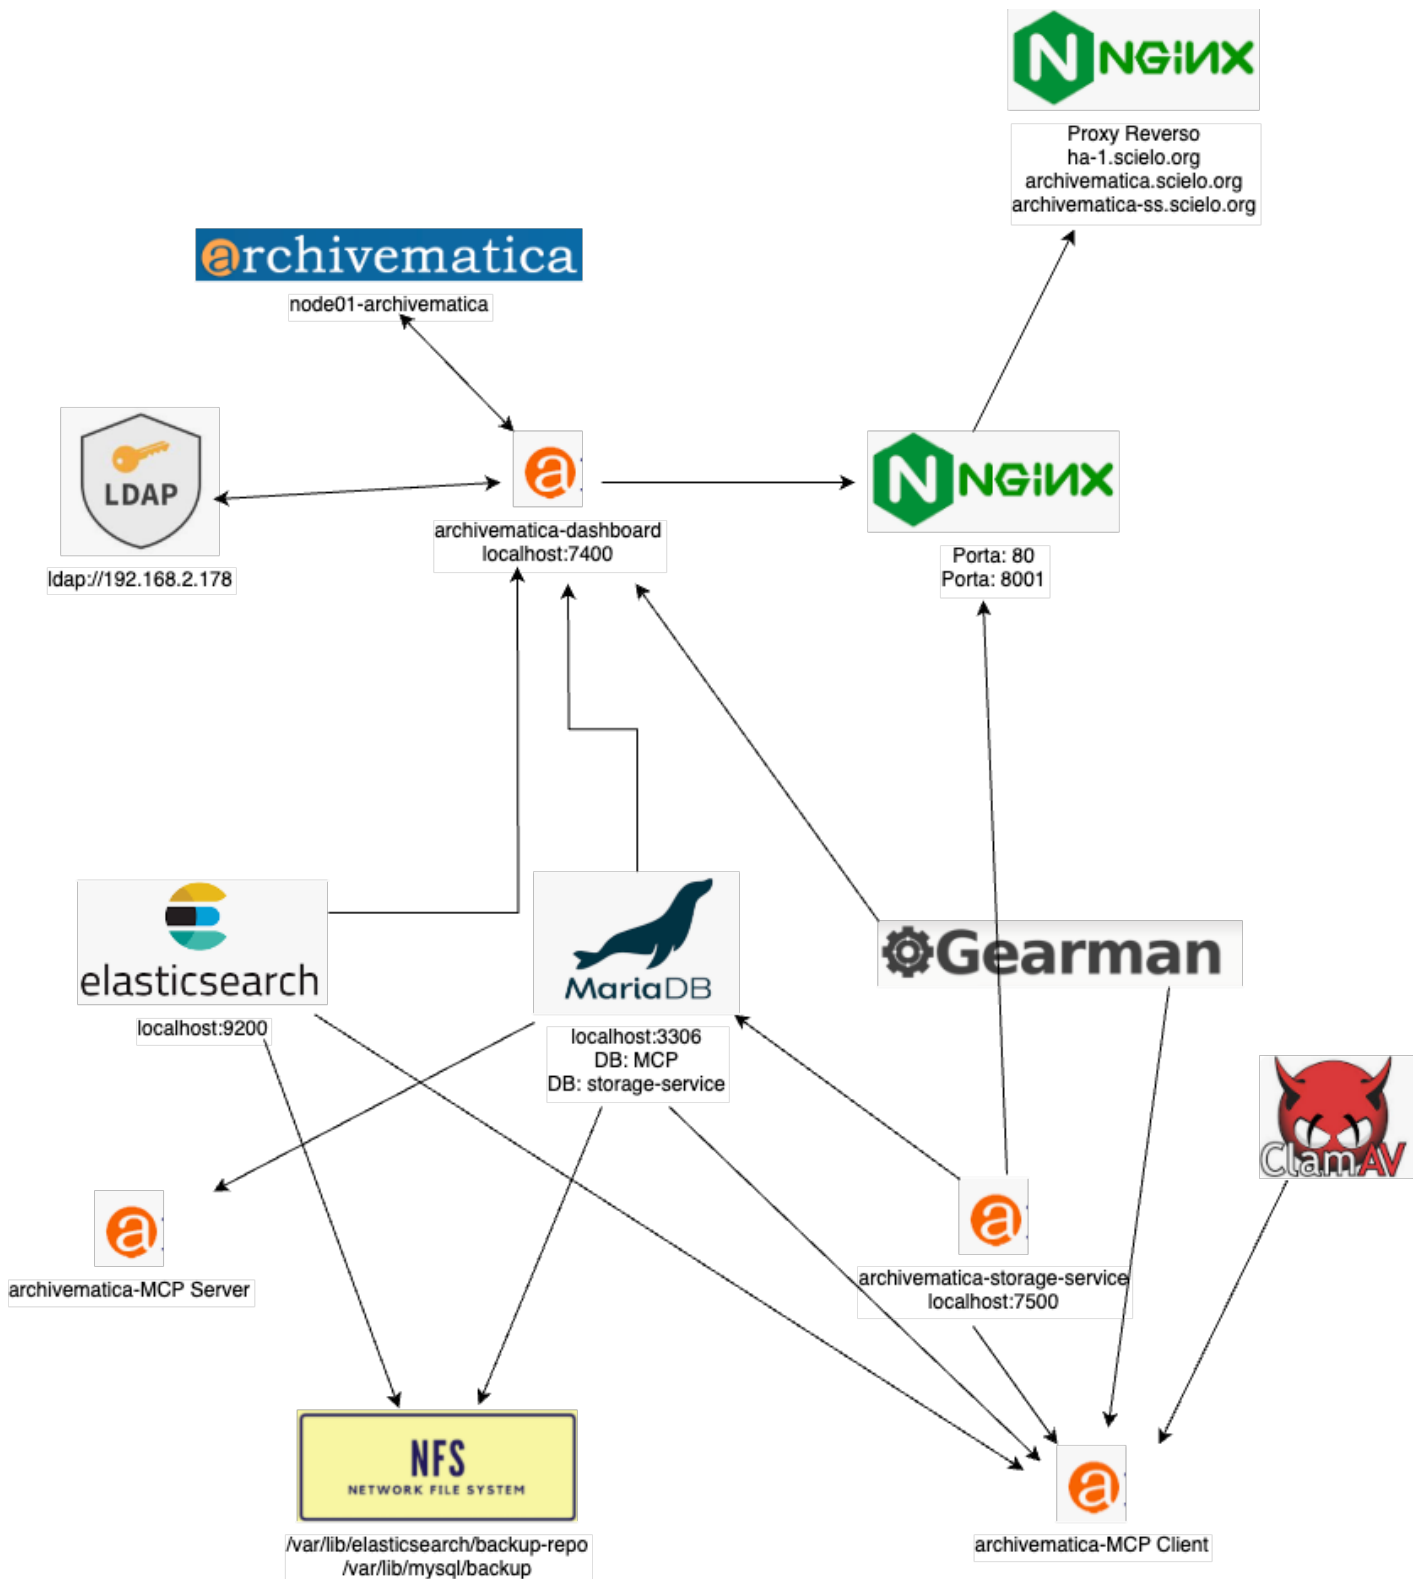 NGiNX
Proxy Reverso
ha-1.scielo.org
archivematica.scielo.org
archivematica-ss.scielo.org
archivematica
node01-archivematica
LDAP
ldap://192.168.2.178
a
archivematica-dashboard
localhost:7400
NGiNX
Porta: 80
Porta: 8001
elasticsearch
localhost:9200
MariaDB
localhost:3306
DB: MCP
DB: storage-service
Gearman
ClamAV
a
archivematica-MCP Server
a
archivematica-storage-service
localhost:7500
NFS
NETWORK FILE SYSTEM
/var/lib/elasticsearch/backup-repo
/var/lib/mysql/backup
a
archivematica-MCP Client